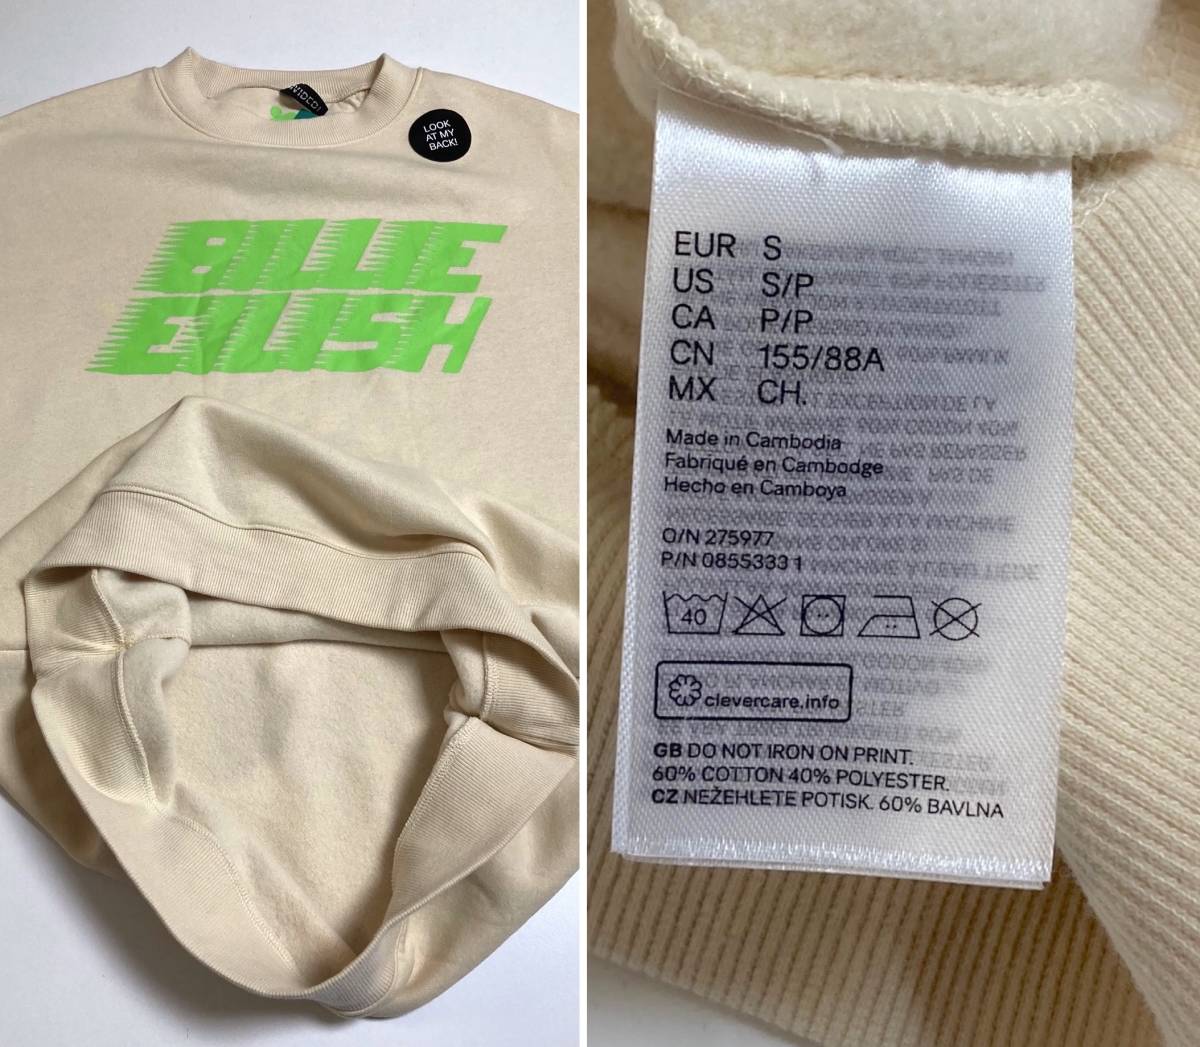 LOOK
AT MY
BACK!
BILLIE
EILISH
EUR S
US S/P
CA P/P
CN 155/88A
MX CH.
Made in Cambodia
Fabriqué en Cambodge
Hecho en Camboya
O/N 275977
P/N 0855333 1
40
clevercare.info
GB DO NOT IRON ON PRINT.
60% COTTON 40% POLYESTER.
CZ NEŽEHLETE POTISK. 60% BAVLNA